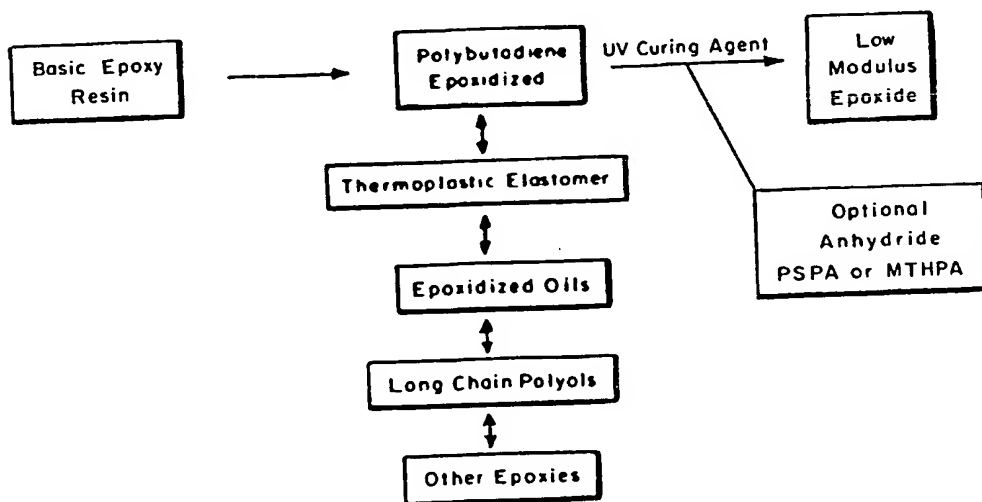 Basic Epoxy
Resin
Polybutadiene
Epoxidized
UV Curing Agent
Low
Modulus
Epoxide
Thermoplastic Elastomer
Optional
Anhydride
PSPA or MTHPA
Epoxidized Oils
Long Chain Polyols
Other Epoxies